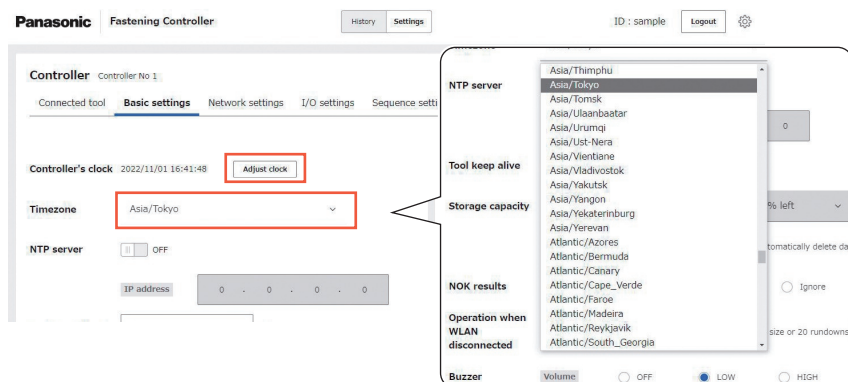 Panasonic Fastening Controller History Settings ID : sample Logout
Controller Controller No 1
Connected tool Basic settings Network settings I/O settings Sequence setti
Controller's clock 2022/11/01 16:41:48 Adjust clock
Timezone Asia/Tokyo
NTP server OFF
IP address 0 . 0 . 0 . 0
NTP server
0
Tool keep alive
Storage capacity
% left
tomatically delete da
NOK results
Ignore
Operation when
WLAN
disconnected
size or 20 rundowns
Asia/Thimphu
Asia/Tokyo
Asia/Tomsk
Asia/Ulaanbaatar
Asia/Urumqi
Asia/Ust-Nera
Asia/Vientiane
Asia/Vladivostok
Asia/Yakutsk
Asia/Yangon
Asia/Yekaterinburg
Asia/Yerevan
Atlantic/Azores
Atlantic/Bermuda
Atlantic/Canary
Atlantic/Cape_Verde
Atlantic/Faroe
Atlantic/Madeira
Atlantic/Reykjavik
Atlantic/South_Georgia
Buzzer Volume OFF LOW HIGH